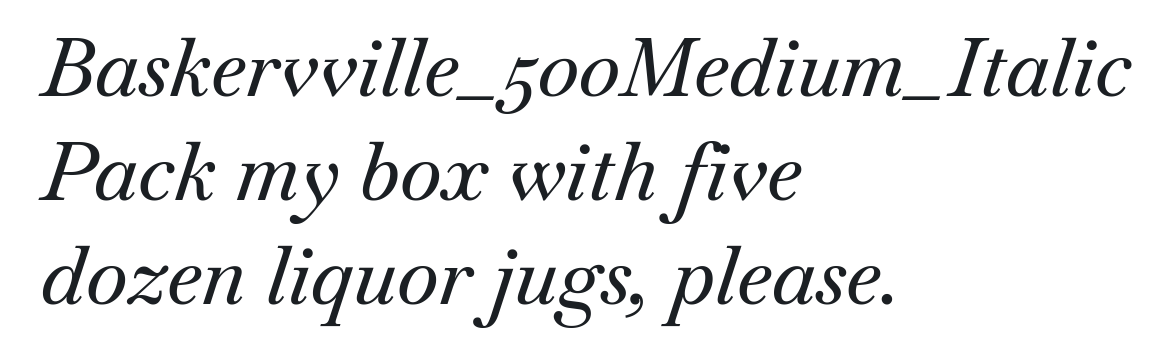 Baskervville_500Medium_Italic
Pack my box with five
dozen liquor jugs, please.